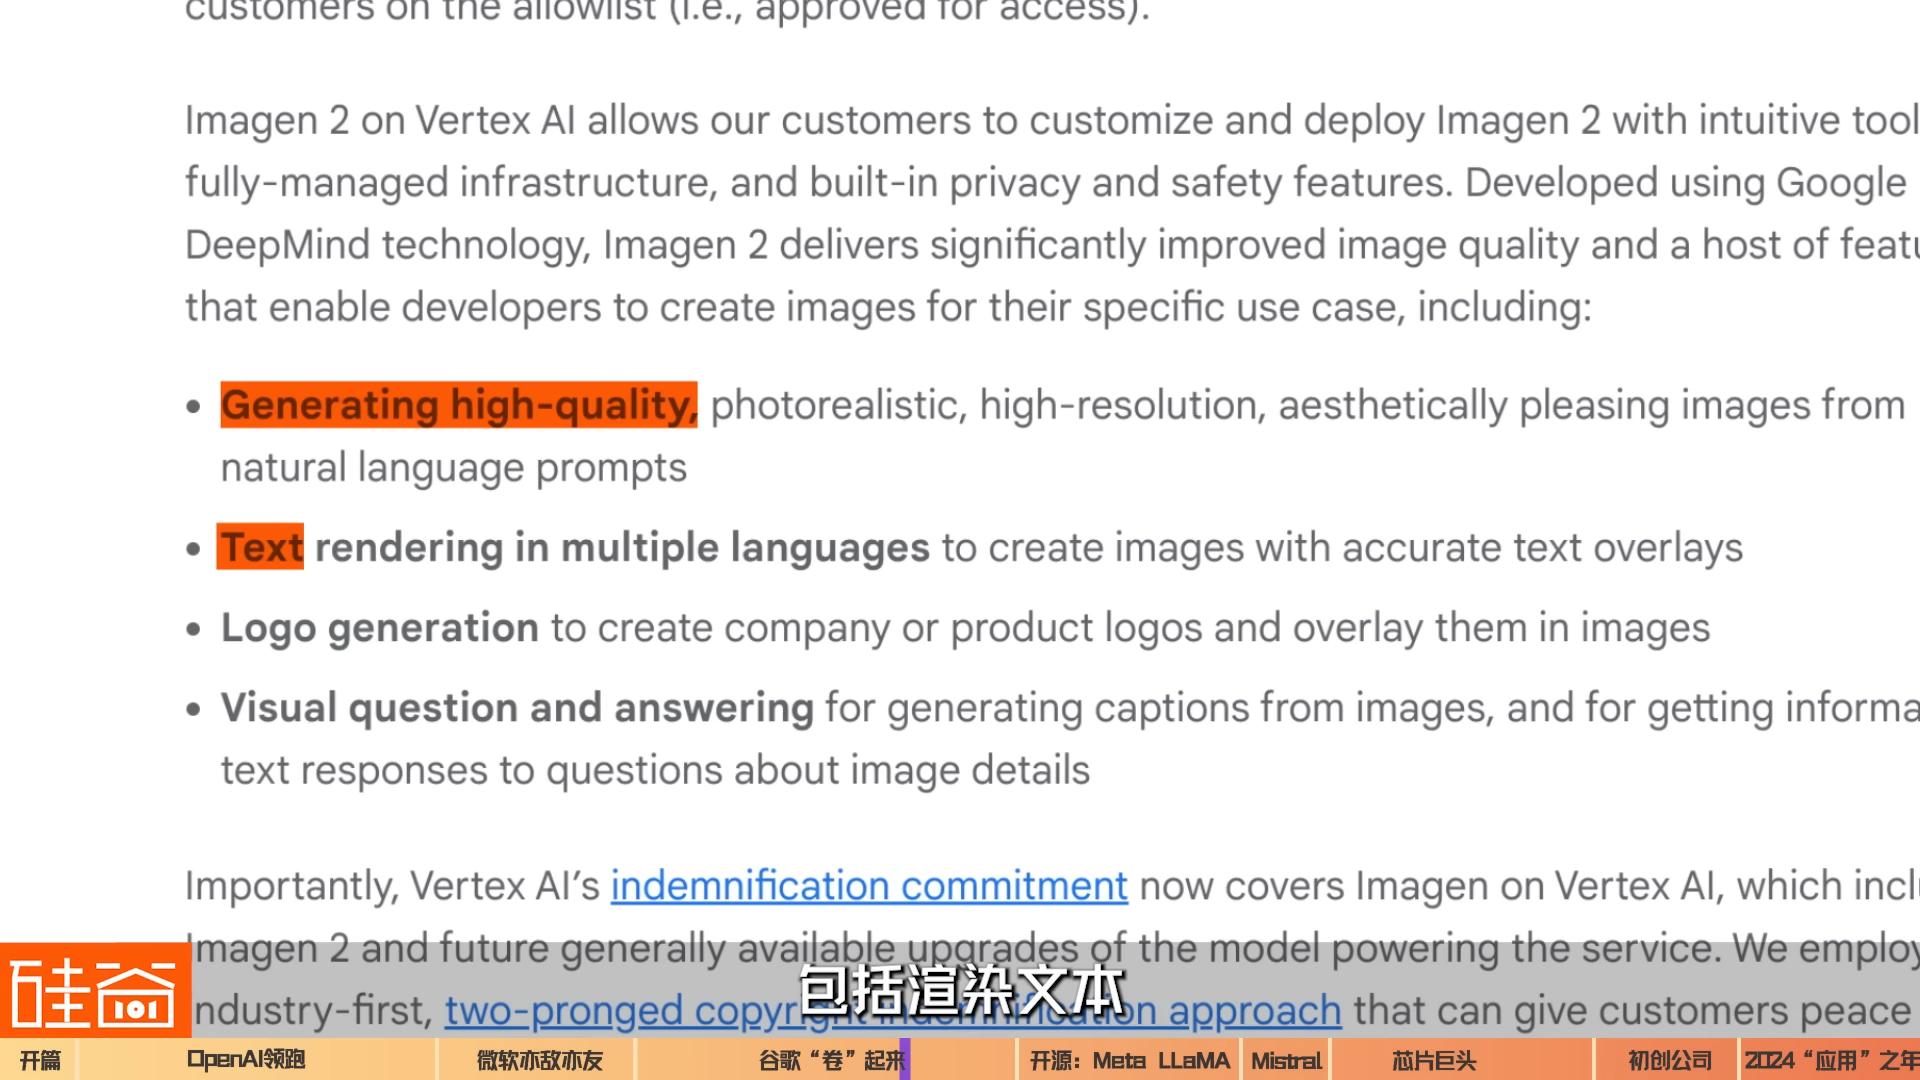 customers on the allowlist (i.e., approved for access).
Imagen 2 on Vertex AI allows our customers to customize and deploy Imagen 2 with intuitive tool
fully-managed infrastructure, and built-in privacy and safety features. Developed using Google
DeepMind technology, Imagen 2 delivers significantly improved image quality and a host of featu
that enable developers to create images for their specific use case, including:
• Generating high-quality, photorealistic, high-resolution, aesthetically pleasing images from
natural language prompts
• Text rendering in multiple languages to create images with accurate text overlays
• Logo generation to create company or product logos and overlay them in images
• Visual question and answering for generating captions from images, and for getting informa
text responses to questions about image details
Importantly, Vertex AI’s indemnification commitment now covers Imagen on Vertex AI, which incl
Imagen 2 and future generally available upgrades of the model powering the service. We employ
industry-first, two-pronged copyright indemnification approach that can give customers peace
包括渲染文本
硅谷101
开篇 OpenAI领跑 微软亦敌亦友 谷歌“卷”起来 开源：Meta LLaMA Mistral 芯片巨头 初创公司 2024“应用”之年